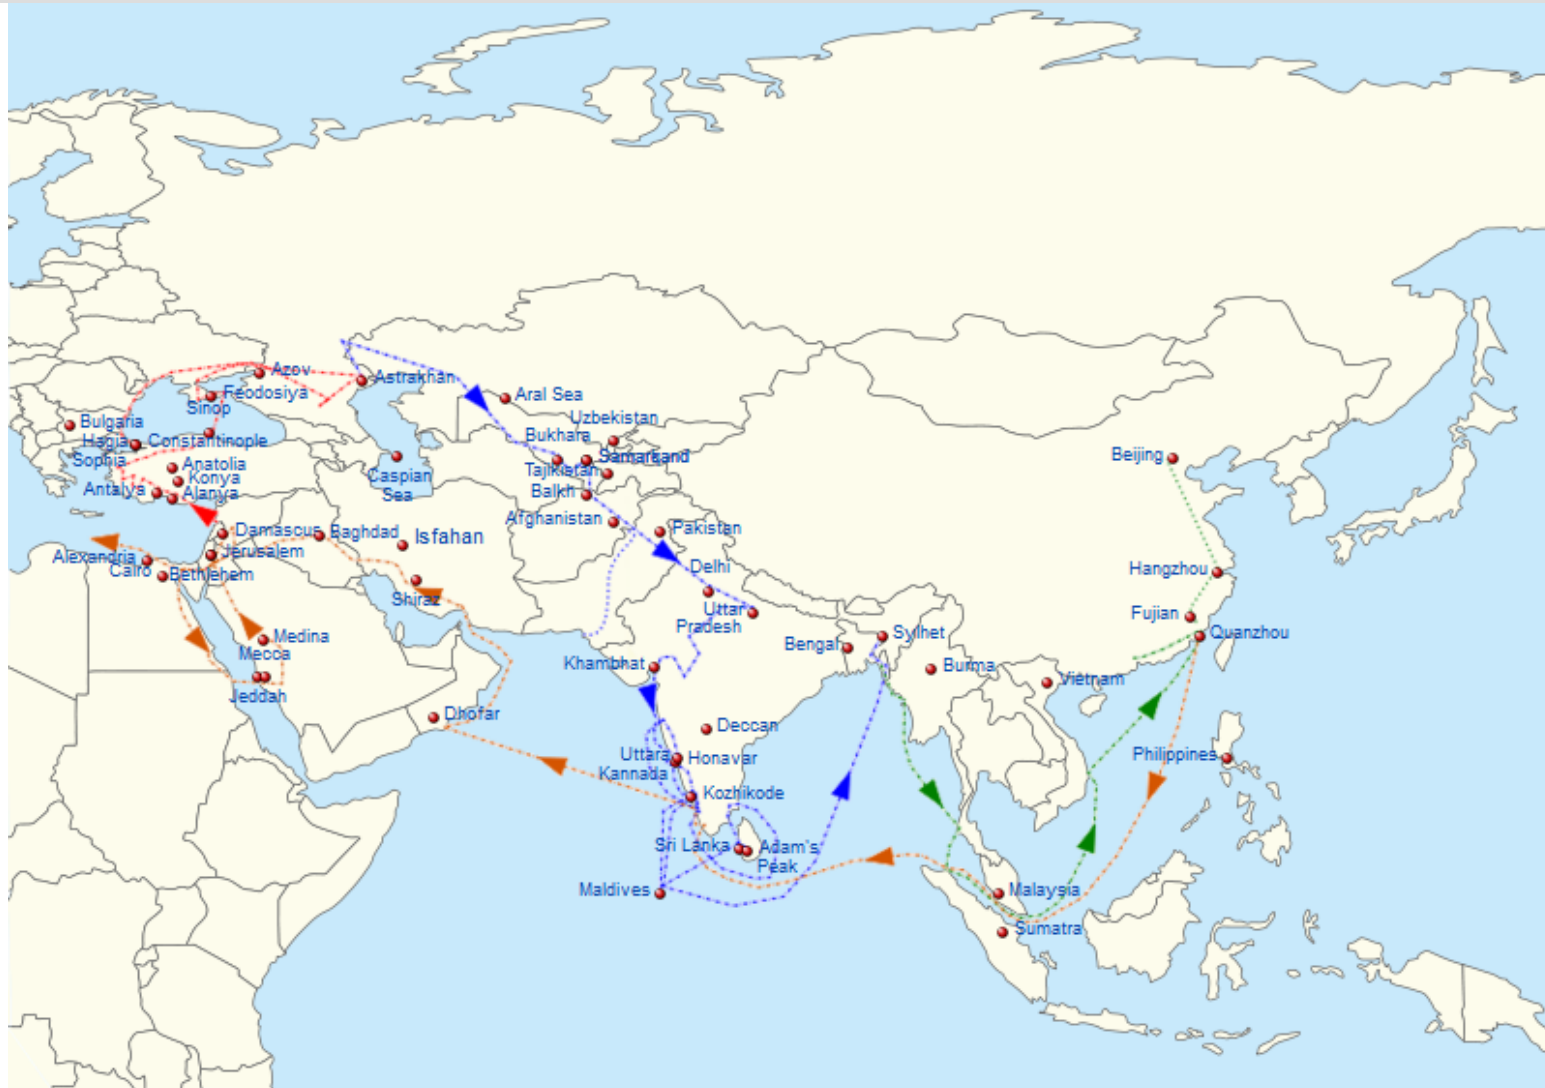 Azov
Astrakhan
Feodosiya
Sinop
Aral Sea
Bulgaria
Uzbekistan
Hagia
Sophia
Constantinople
Bukhara
Samarkand
Beijing
Anatolia
Caspian
Sea
Tajikistan
Konya
Antalya
Alanya
Balkh
Afghanistan
Damascus
Baghdad
Isfahan
Pakistan
Alexandria
Jerusalem
Cairo
Bethlehem
Delhi
Hangzhou
Shiraz
Uttar
Pradesh
Fujian
Medina
Mecca
Bengal
Sylhet
Quanzhou
Khambhat
Burma
Jeddah
Vietnam
Dhofar
Deccan
Uttara
Kannada
Honavar
Philippines
Kozhikode
Sri Lanka
Adam's
Peak
Maldives
Malaysia
Sumatra